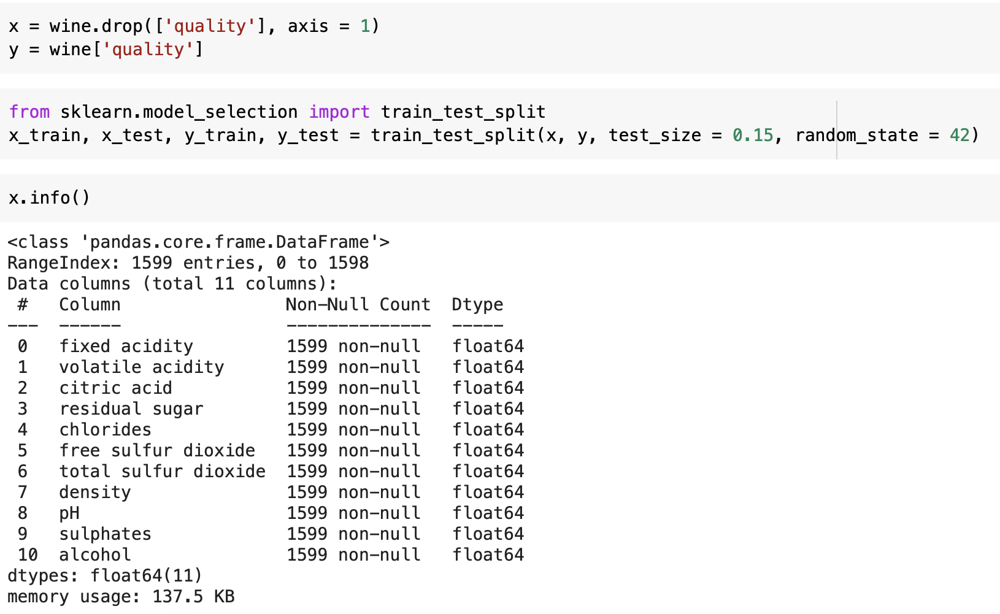 x = wine.drop(['quality'], axis = 1)
y = wine['quality']
from sklearn.model_selection import train_test_split
x_train, x_test, y_train, y_test = train_test_split(x, y, test_size = 0.15, random_state = 42)
x.info()
<class 'pandas.core.frame.DataFrame'>
RangeIndex: 1599 entries, 0 to 1598
Data columns (total 11 columns):
 #   Column                Non-Null Count  Dtype
---  ------                --------------  -----
 0   fixed acidity         1599 non-null   float64
 1   volatile acidity      1599 non-null   float64
 2   citric acid           1599 non-null   float64
 3   residual sugar        1599 non-null   float64
 4   chlorides             1599 non-null   float64
 5   free sulfur dioxide   1599 non-null   float64
 6   total sulfur dioxide  1599 non-null   float64
 7   density               1599 non-null   float64
 8   pH                    1599 non-null   float64
 9   sulphates             1599 non-null   float64
 10  alcohol               1599 non-null   float64
dtypes: float64(11)
memory usage: 137.5 KB